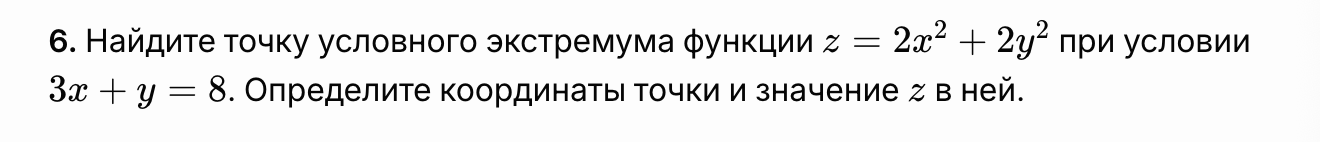 6. Найдите точку условного экстремума функции z = 2x² + 2y² при условии
3x + y = 8. Определите координаты точки и значение z в ней.